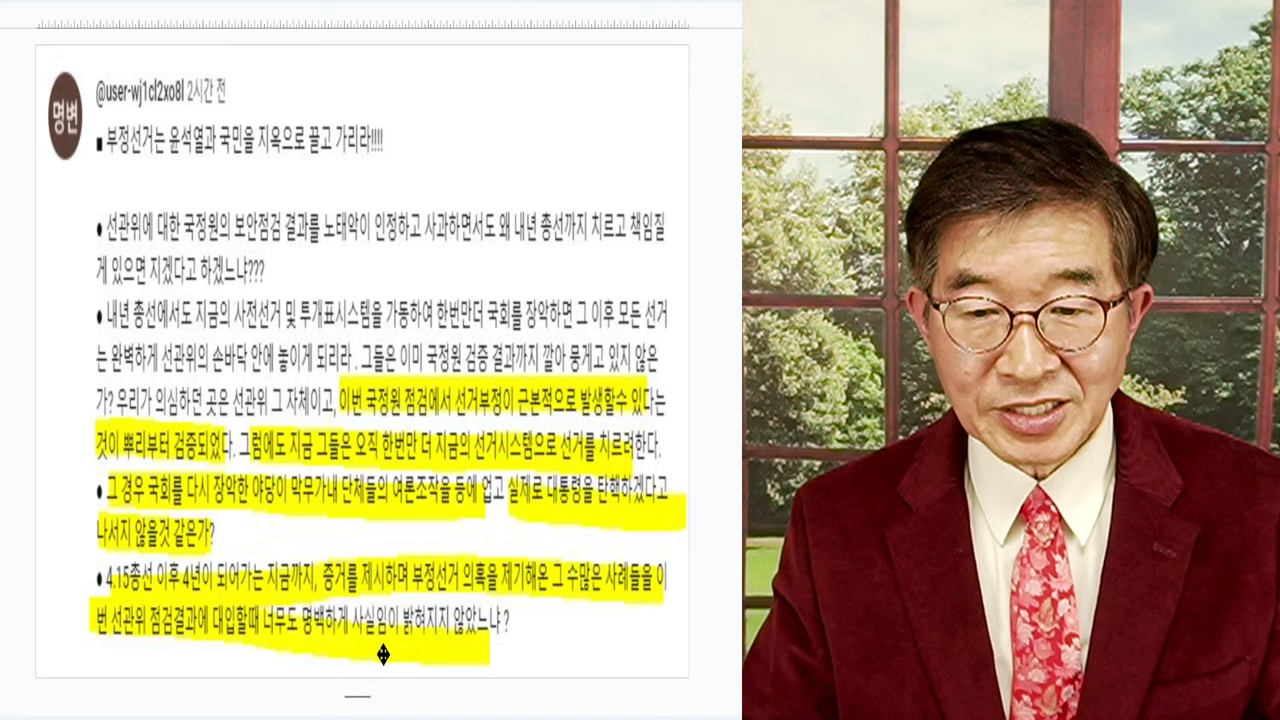 명변
@user-wj1cl2xo8l 2시간 전
■ 부정선거는 윤석열과 국민을 지옥으로 끌고 가리라!!!!
● 선관위에 대한 국정원의 보안점검 결과를 노태악이 인정하고 사과하면서도 왜 내년 총선까지 치르고 책임질
게 있으면 지겠다고 하겠느냐???
● 내년 총선에서도 지금의 사전선거 및 투개표시스템을 가동하여 한번만더 국회를 장악하면 그 이후 모든 선거
는 완벽하게 선관위의 손바닥 안에 놓이게 되리라 . 그들은 이미 국정원 검증 결과까지 깔아 뭉게고 있지 않은
가? 우리가 의심하던 곳은 선관위 그 자체이고, 이번 국정원 점검에서 선거부정이 근본적으로 발생할수 있다는
것이 뿌리부터 검증되었다. 그럼에도 지금 그들은 오직 한번만 더 지금의 선거시스템으로 선거를 치르려한다.
● 그 경우 국회를 다시 장악한 야당이 막무가내 단체들의 여론조작을 등에 업고 실제로 대통령을 탄핵하겠다고
나서지 않을것 같은가?
● 4.15총선 이후 4년이 되어가는 지금까지, 증거를 제시하며 부정선거 의혹을 제기해온 그 수많은 사례들을 이
번 선관위 점검결과에 대입할때 너무도 명백하게 사실임이 밝혀지지 않았느냐 ?